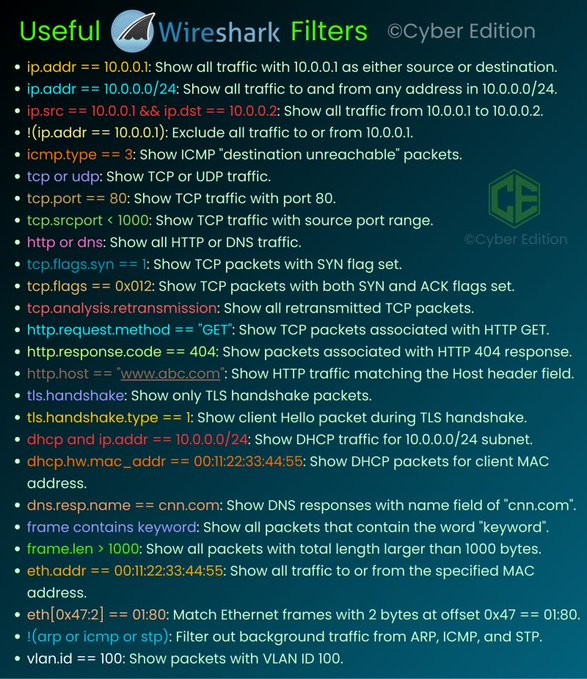 Useful Wireshark Filters ©Cyber Edition
• ip.addr == 10.0.0.1: Show all traffic with 10.0.0.1 as either source or destination.
• ip.addr == 10.0.0.0/24: Show all traffic to and from any address in 10.0.0.0/24.
• ip.src == 10.0.0.1 && ip.dst == 10.0.0.2: Show all traffic from 10.0.0.1 to 10.0.0.2.
• !(ip.addr == 10.0.0.1): Exclude all traffic to or from 10.0.0.1.
• icmp.type == 3: Show ICMP "destination unreachable" packets.
• tcp or udp: Show TCP or UDP traffic.
• tcp.port == 80: Show TCP traffic with port 80.
• tcp.srcport < 1000: Show TCP traffic with source port range.
CE
• http or dns: Show all HTTP or DNS traffic.
©Cyber Edition
• tcp.flags.syn == 1: Show TCP packets with SYN flag set.
• tcp.flags == 0x012: Show TCP packets with both SYN and ACK flags set.
• tcp.analysis.retransmission: Show all retransmitted TCP packets.
• http.request.method == "GET": Show TCP packets associated with HTTP GET.
• http.response.code == 404: Show packets associated with HTTP 404 response.
• http.host == "www.abc.com": Show HTTP traffic matching the Host header field.
• tls.handshake: Show only TLS handshake packets.
• tls.handshake.type == 1: Show client Hello packet during TLS handshake.
• dhcp and ip.addr == 10.0.0.0/24: Show DHCP traffic for 10.0.0.0/24 subnet.
• dhcp.hw.mac_addr == 00:11:22:33:44:55: Show DHCP packets for client MAC
address.
• dns.resp.name == cnn.com: Show DNS responses with name field of "cnn.com".
• frame contains keyword: Show all packets that contain the word "keyword".
• frame.len > 1000: Show all packets with total length larger than 1000 bytes.
• eth.addr == 00:11:22:33:44:55: Show all traffic to or from the specified MAC
address.
• eth[0x47:2] == 01:80: Match Ethernet frames with 2 bytes at offset 0x47 == 01:80.
• !(arp or icmp or stp): Filter out background traffic from ARP, ICMP, and STP.
• vlan.id == 100: Show packets with VLAN ID 100.